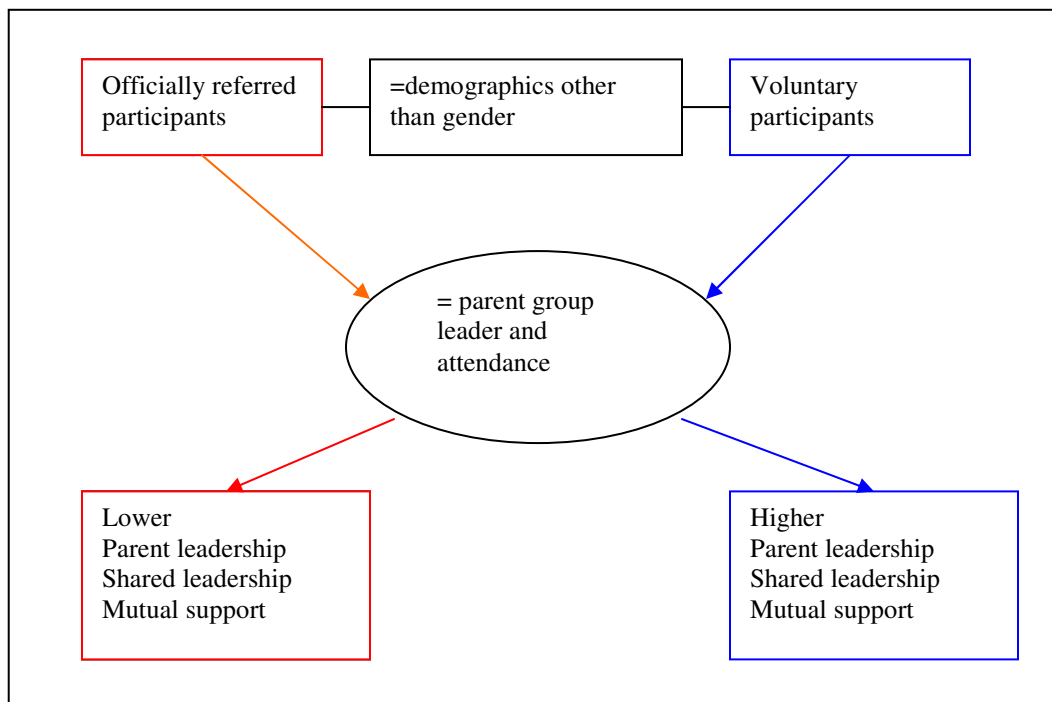 Officially referred
participants
=demographics other
than gender
Voluntary
participants
= parent group
leader and
attendance
Lower
Parent leadership
Shared leadership
Mutual support
Higher
Parent leadership
Shared leadership
Mutual support